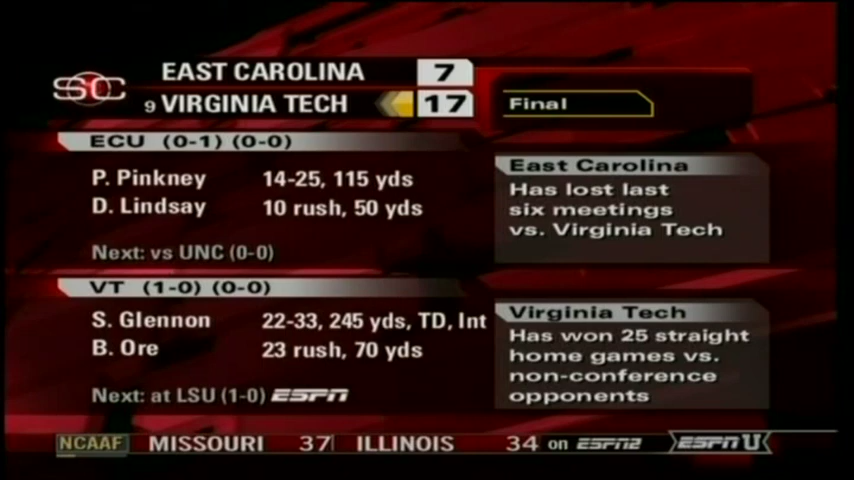 SC
EAST CAROLINA 7
9 VIRGINIA TECH 17
Final
ECU (0-1) (0-0)
P. Pinkney 14-25, 115 yds
D. Lindsay 10 rush, 50 yds
Next: vs UNC (0-0)
East Carolina
Has lost last
six meetings
vs. Virginia Tech
VT (1-0) (0-0)
S. Glennon 22-33, 245 yds, TD, Int
B. Ore 23 rush, 70 yds
Next: at LSU (1-0) ESPN
Virginia Tech
Has won 25 straight
home games vs.
non-conference
opponents
NCAAF MISSOURI 37 ILLINOIS 34 on ESPN2 ESPNU